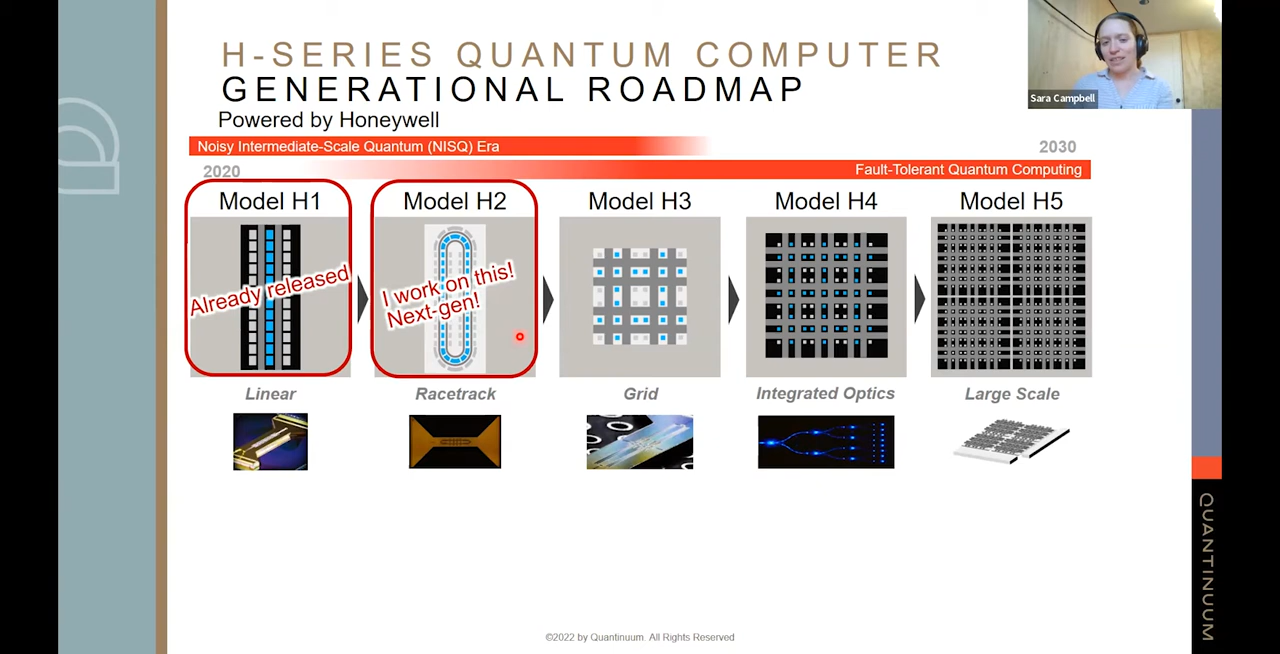 H-SERIES QUANTUM COMPUTER
GENERATIONAL ROADMAP
Powered by Honeywell
Sara Campbell
Noisy Intermediate-Scale Quantum (NISQ) Era
2030
2020
Fault-Tolerant Quantum Computing
Model H1
Model H2
Model H3
Model H4
Model H5
Already released
I work on this!
Next-gen!
Linear
Racetrack
Grid
Integrated Optics
Large Scale
QUANTINUUM
©2022 by Quantinuum. All Rights Reserved